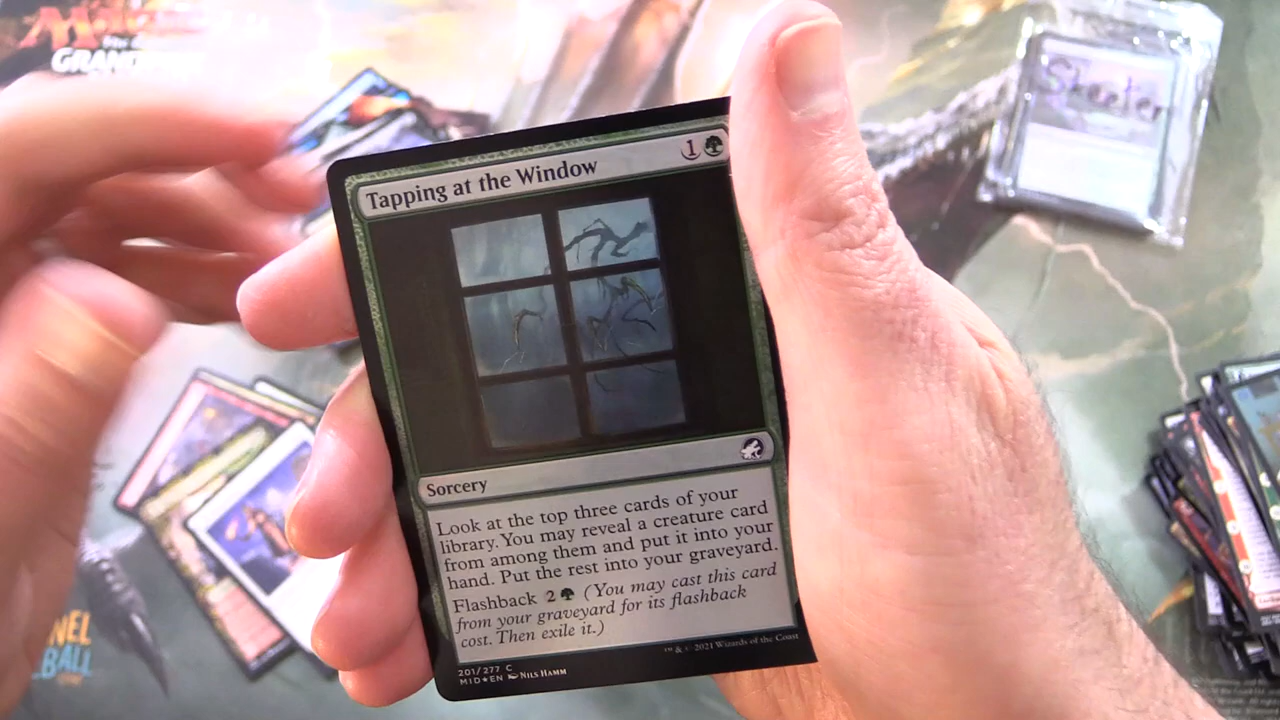 Magic
GRAND PRIX
Skeeter
Tapping at the Window
1
Sorcery
Look at the top three cards of your
library. You may reveal a creature card
from among them and put it into your
hand. Put the rest into your graveyard.
Flashback 2 (You may cast this card
from your graveyard for its flashback
cost. Then exile it.)
201/277 C
MID★EN Nils Hamm
™ & © 2021 Wizards of the Coast
NEL
BALL